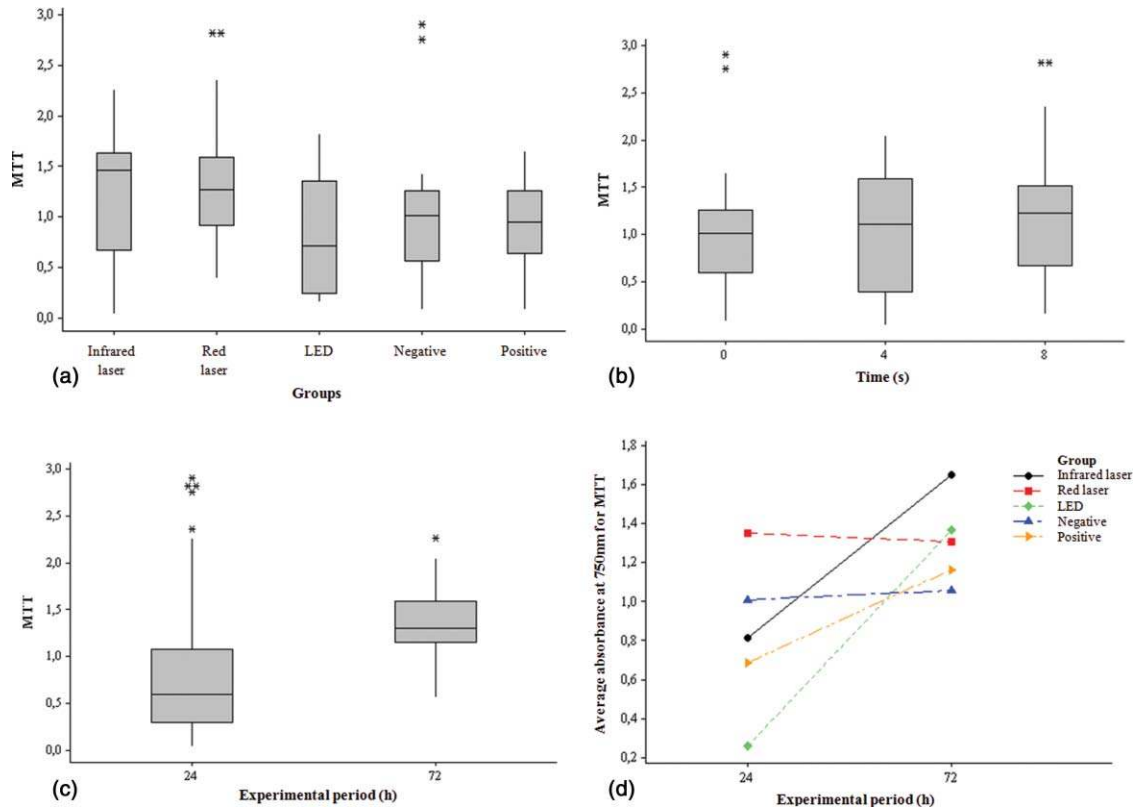 3,0
2,5
2,0
1,5
1,0
0,5
0,0
MTT
** * *
Infrared laser
Red laser
LED
Negative
Positive
Groups
(a)
3,0
2,5
2,0
1,5
1,0
0,5
0,0
MTT
* * **
0 4 8
Time (s)
(b)
3,0
2,5
2,0
1,5
1,0
0,5
0,0
MTT
* ** * * *
24 72
Experimental period (h)
(c)
1,8
1,6
1,4
1,2
1,0
0,8
0,6
0,4
0,2
Average absorbance at 750nm for MTT
24 72
Experimental period (h)
Group
Infrared laser
Red laser
LED
Negative
Positive
(d)